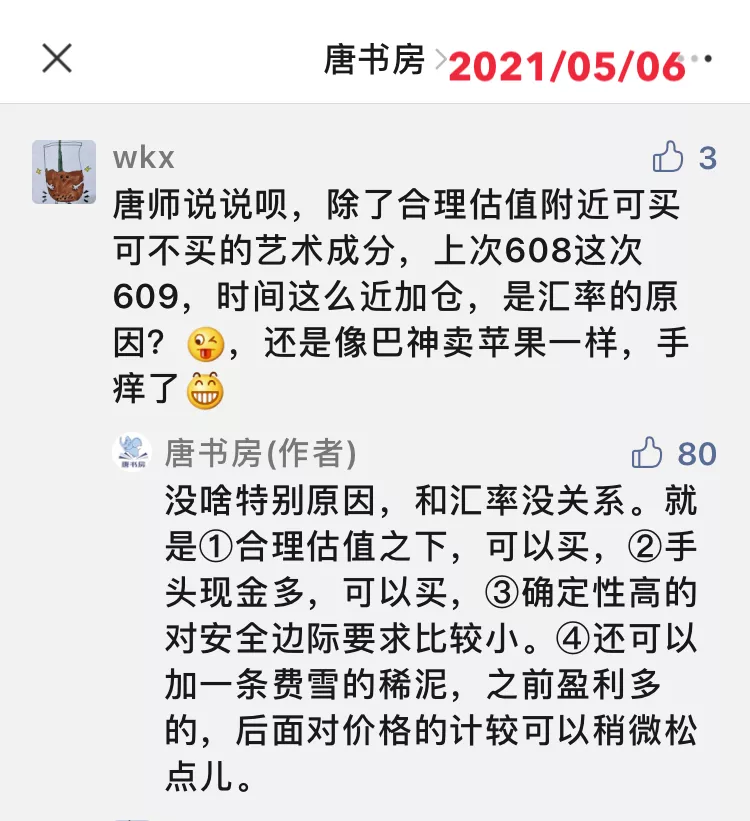 唐书房
2021/05/06
wkx
3
唐师说说呗，除了合理估值附近可买
可不买的艺术成分，上次608这次
609，时间这么近加仓，是汇率的原
因？😜，还是像巴神卖苹果一样，手
痒了😁
唐书房(作者)
80
没啥特别原因，和汇率没关系。就
是①合理估值之下，可以买，②手
头现金多，可以买，③确定性高的
对安全边际要求比较小。④还可以
加一条费雪的稀泥，之前盈利多
的，后面对价格的计较可以稍微松
点儿。